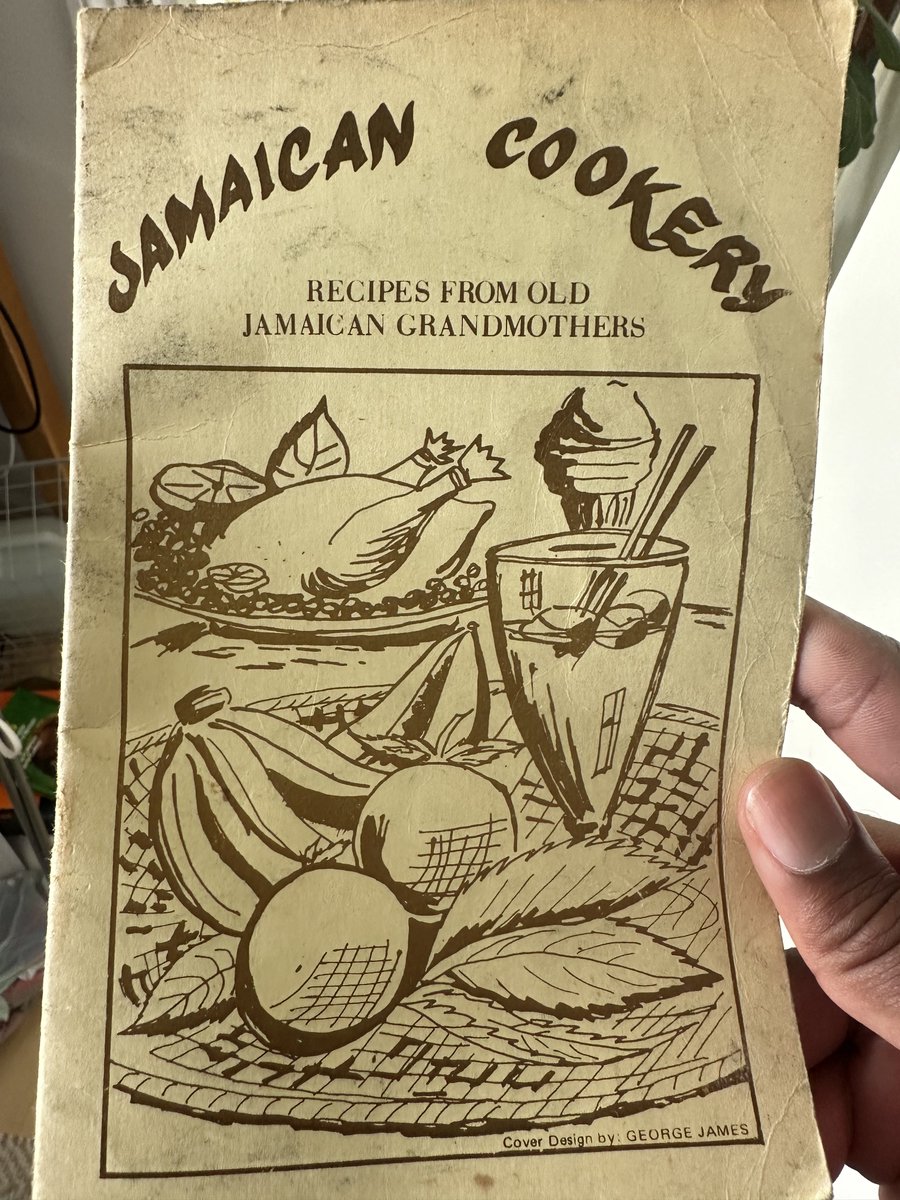 JAMAICAN COOKERY
RECIPES FROM OLD
JAMAICAN GRANDMOTHERS
Cover Design by: GEORGE JAMES